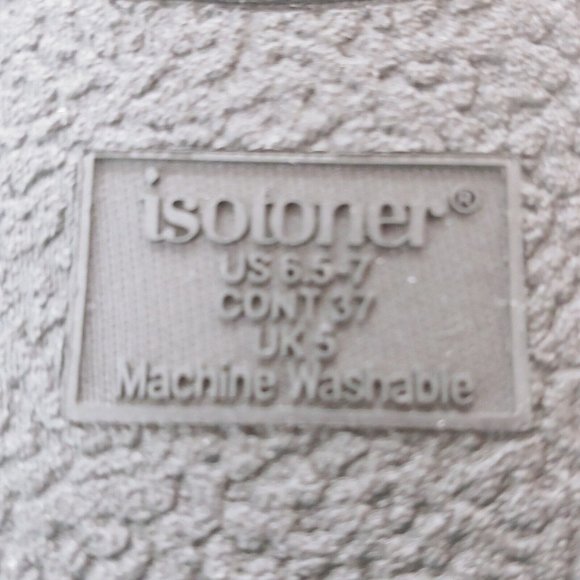 isotoner®
US 6.5-7
CONT 37
UK 5
Machine Washable